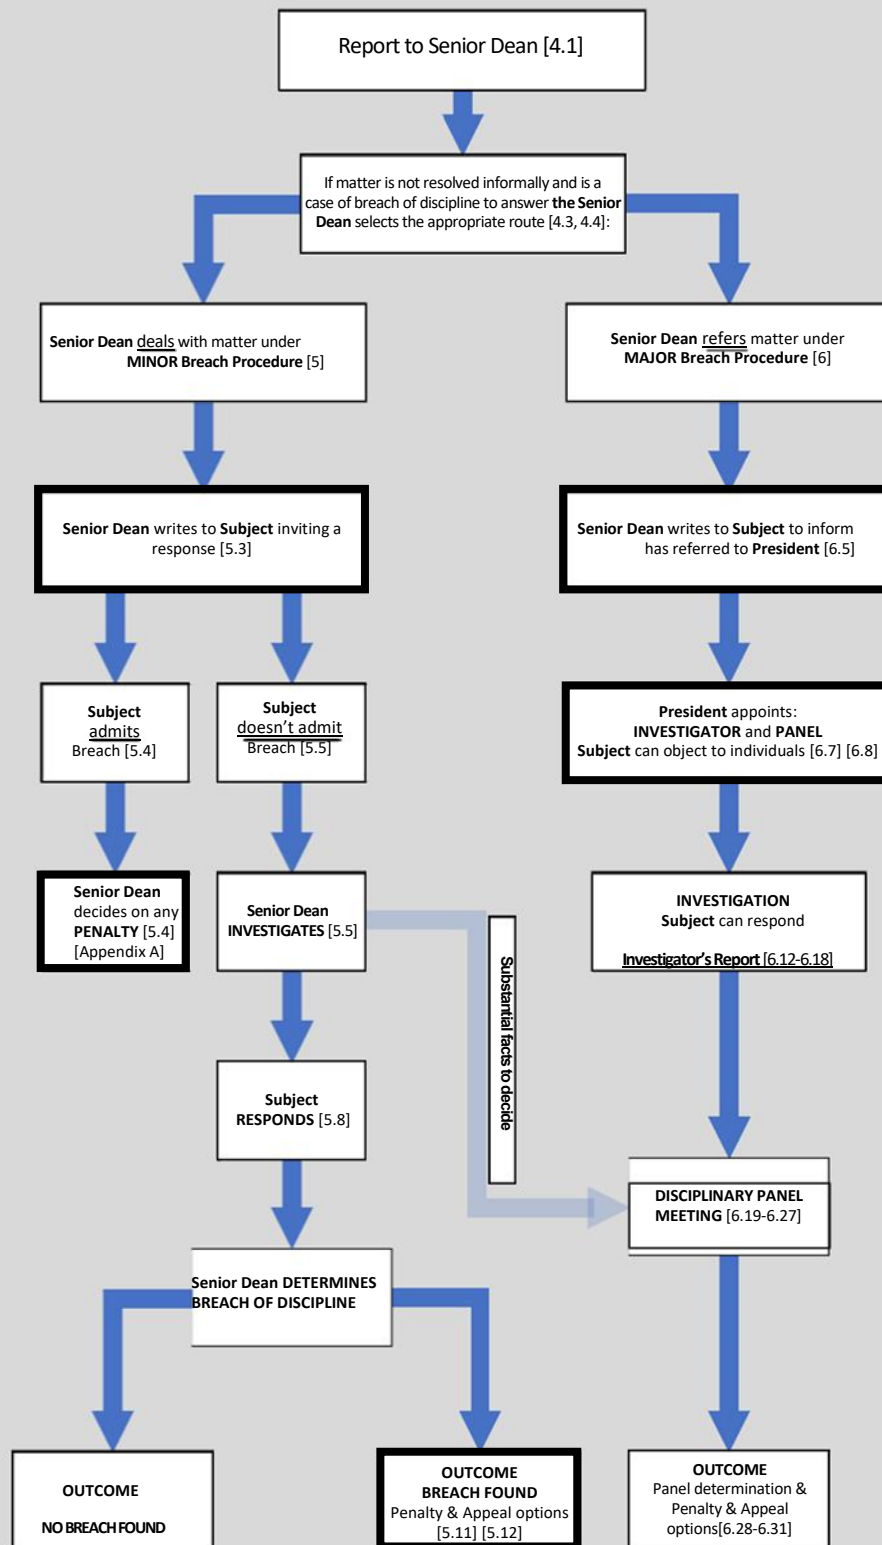 Report to Senior Dean [4.1]
If matter is not resolved informally and is a
case of breach of discipline to answer the Senior
Dean selects the appropriate route [4.3, 4.4]:
Senior Dean deals with matter under
MINOR Breach Procedure [5]
Senior Dean refers matter under
MAJOR Breach Procedure [6]
Senior Dean writes to Subject inviting a
response [5.3]
Senior Dean writes to Subject to inform
has referred to President [6.5]
Subject
admits
Breach [5.4]
Subject
doesn't admit
Breach [5.5]
President appoints:
INVESTIGATOR and PANEL
Subject can object to individuals [6.7] [6.8]
Senior Dean
decides on any
PENALTY [5.4]
[Appendix A]
Senior Dean
INVESTIGATES [5.5]
INVESTIGATION
Subject can respond
Investigator's Report [6.12-6.18]
Substantial facts to decide
Subject
RESPONDS [5.8]
DISCIPLINARY PANEL
MEETING [6.19-6.27]
Senior Dean DETERMINES
BREACH OF DISCIPLINE
OUTCOME
NO BREACH FOUND
OUTCOME
BREACH FOUND
Penalty & Appeal options
[5.11] [5.12]
OUTCOME
Panel determination &
Penalty & Appeal
options[6.28-6.31]